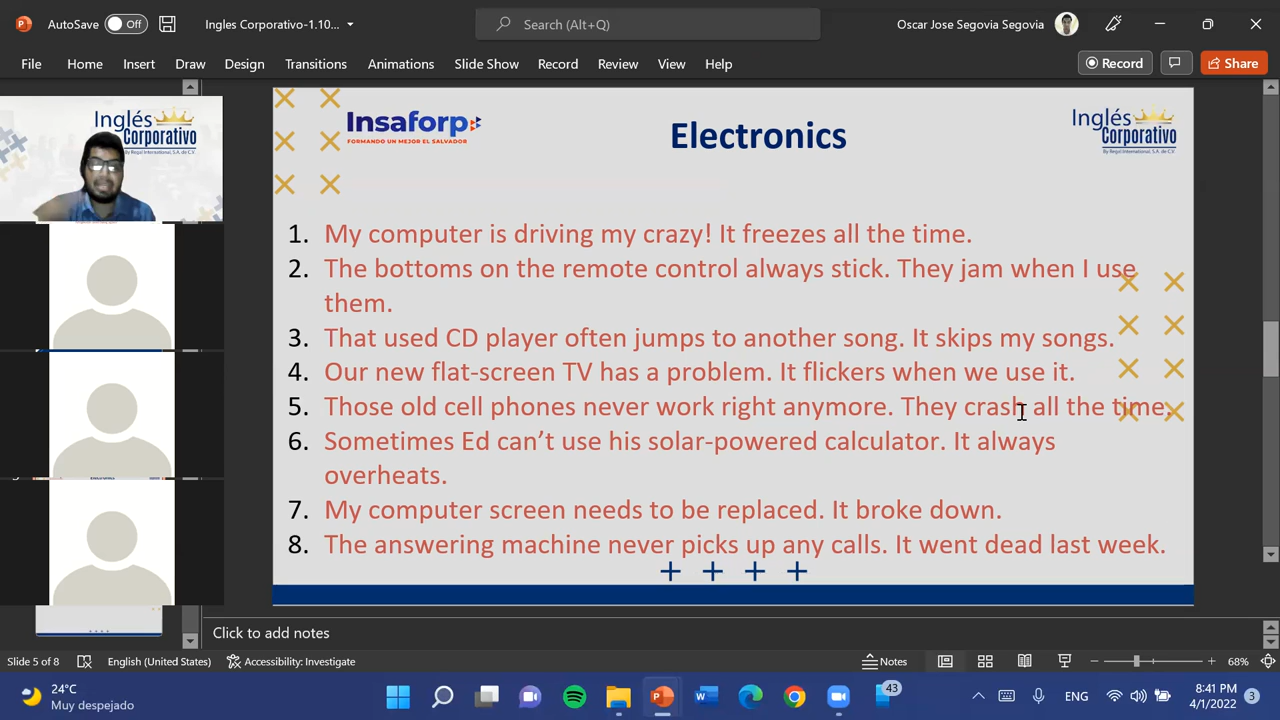 AutoSave Off Ingles Corporativo-1.10... Search (Alt+Q) Oscar Jose Segovia Segovia
File Home Insert Draw Design Transitions Animations Slide Show Record Review View Help Record Share
Inglés
Corporativo
Insaforp
FORMANDO UN MEJOR EL SALVADOR
Electronics
Inglés
Corporativo
By Regal International, S.A. de C.V.
1. My computer is driving my crazy! It freezes all the time.
2. The bottoms on the remote control always stick. They jam when I use
them.
3. That used CD player often jumps to another song. It skips my songs.
4. Our new flat-screen TV has a problem. It flickers when we use it.
5. Those old cell phones never work right anymore. They crash all the time.
6. Sometimes Ed can’t use his solar-powered calculator. It always
overheats.
7. My computer screen needs to be replaced. It broke down.
8. The answering machine never picks up any calls. It went dead last week.
Click to add notes
Slide 5 of 8 English (United States) Accessibility: Investigate Notes 68%
24°C
Muy despejado
43
ENG
8:41 PM
4/1/2022
3